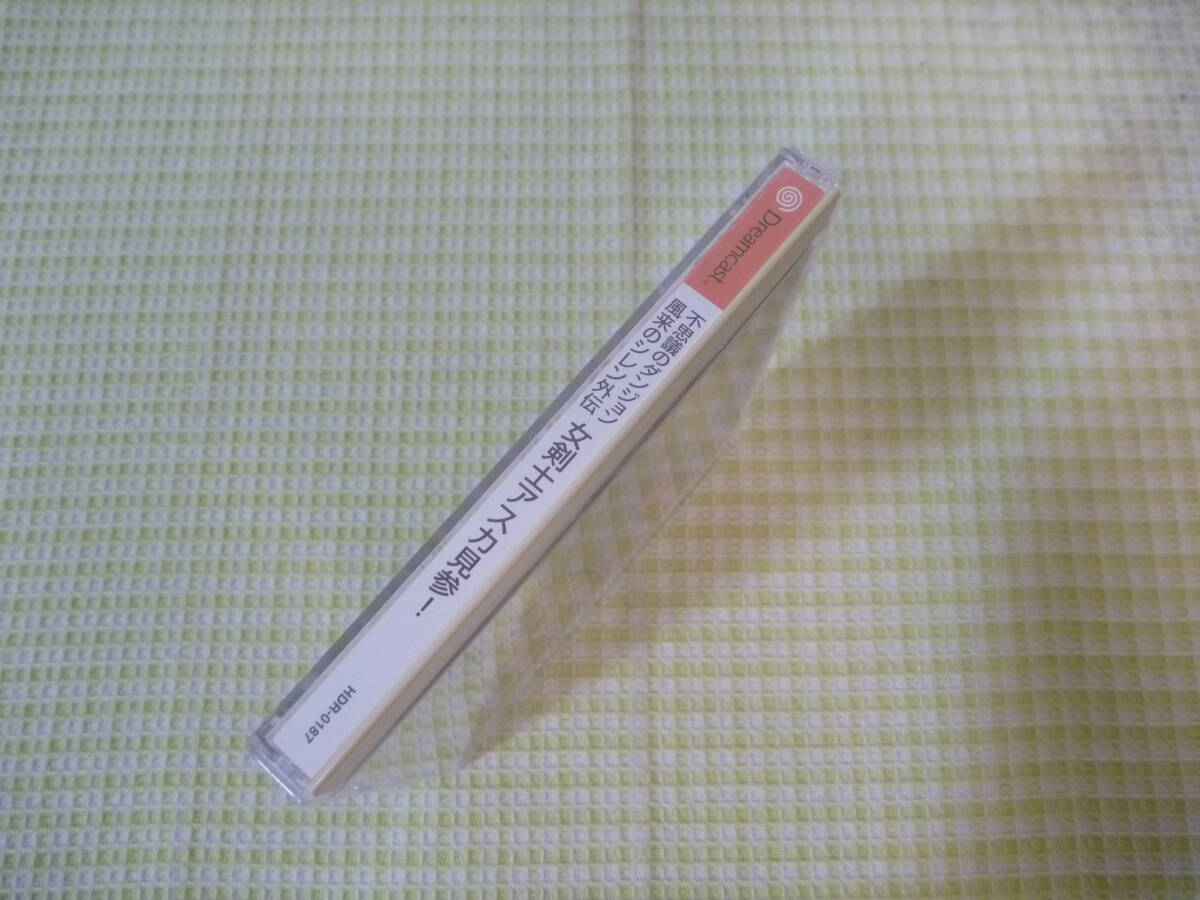 Dreamcast
不思議のダンジョン
風来のシレン外伝
女剣士アスカ見参！
HDR-0187